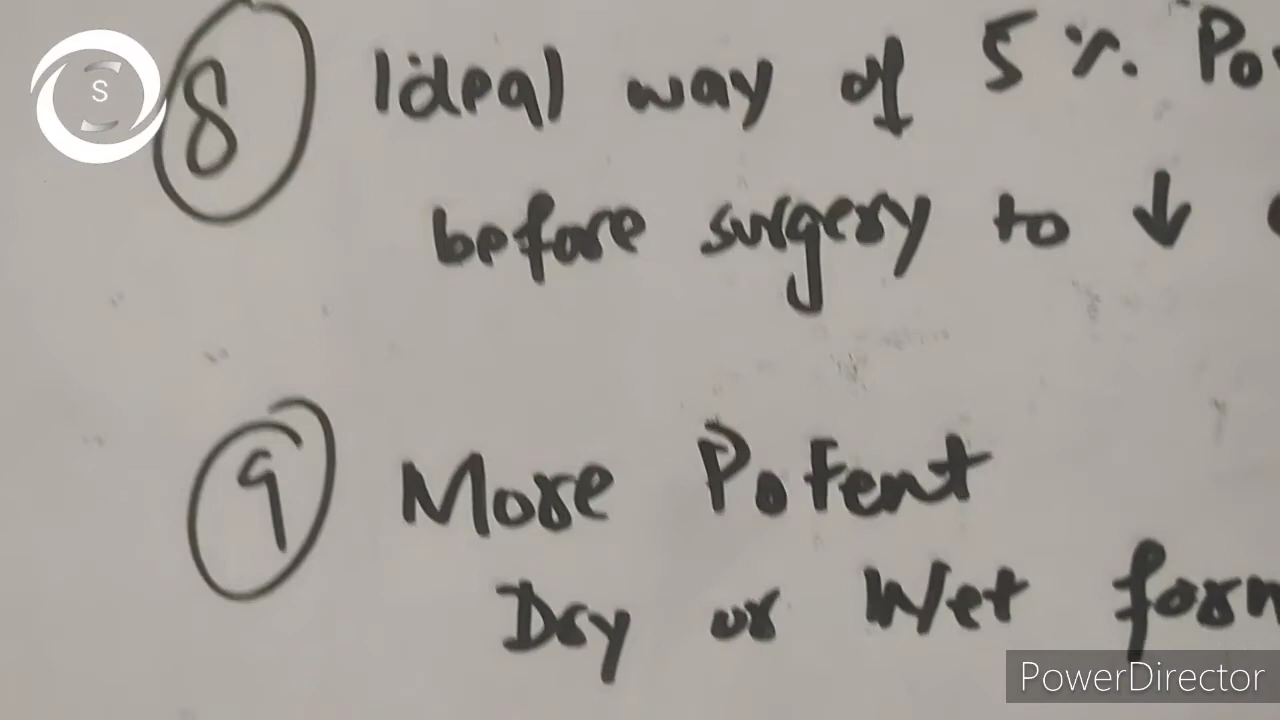 S
8 Ideal way of 5 %. Po
before surgery to ↓
9 More Potent
Dry or Wet form
PowerDirector